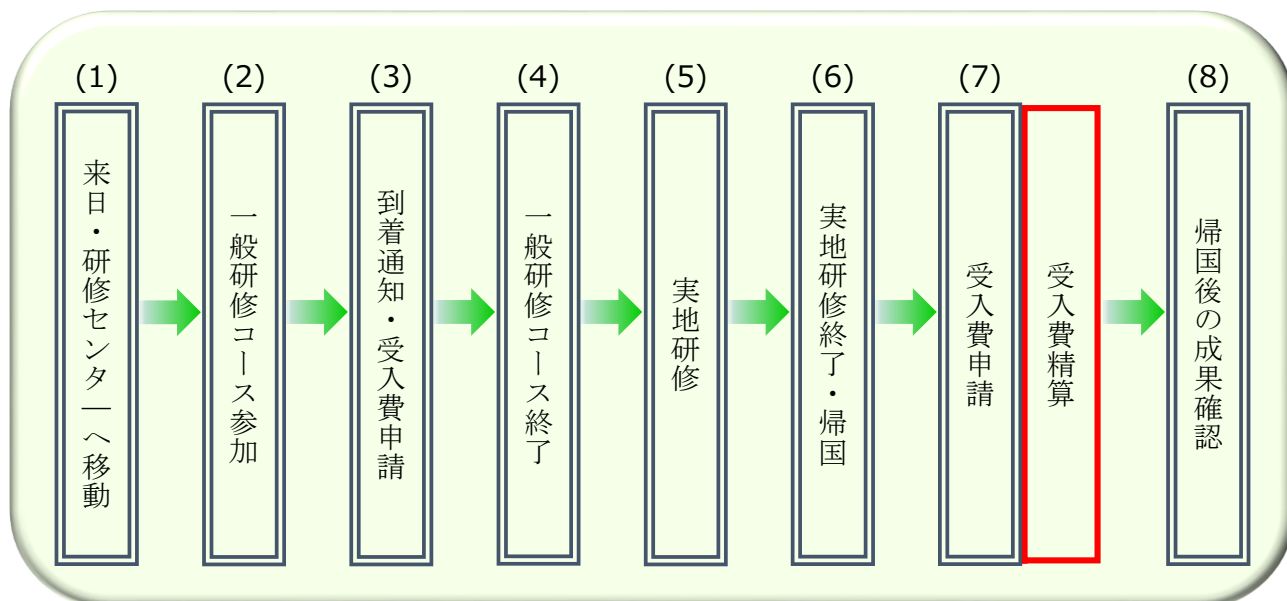 (1)
来日・研修センターへ移動
(2)
一般研修コース参加
(3)
到着通知・受入費申請
(4)
一般研修コース終了
(5)
実地研修
(6)
実地研修終了・帰国
(7)
受入費申請
受入費精算
(8)
帰国後の成果確認